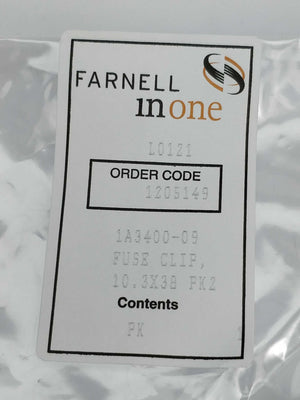 FARNELL
inone
L0121
ORDER CODE
1205149
1A3400-09
FUSE CLIP,
10.3X38 PK2
Contents
PK